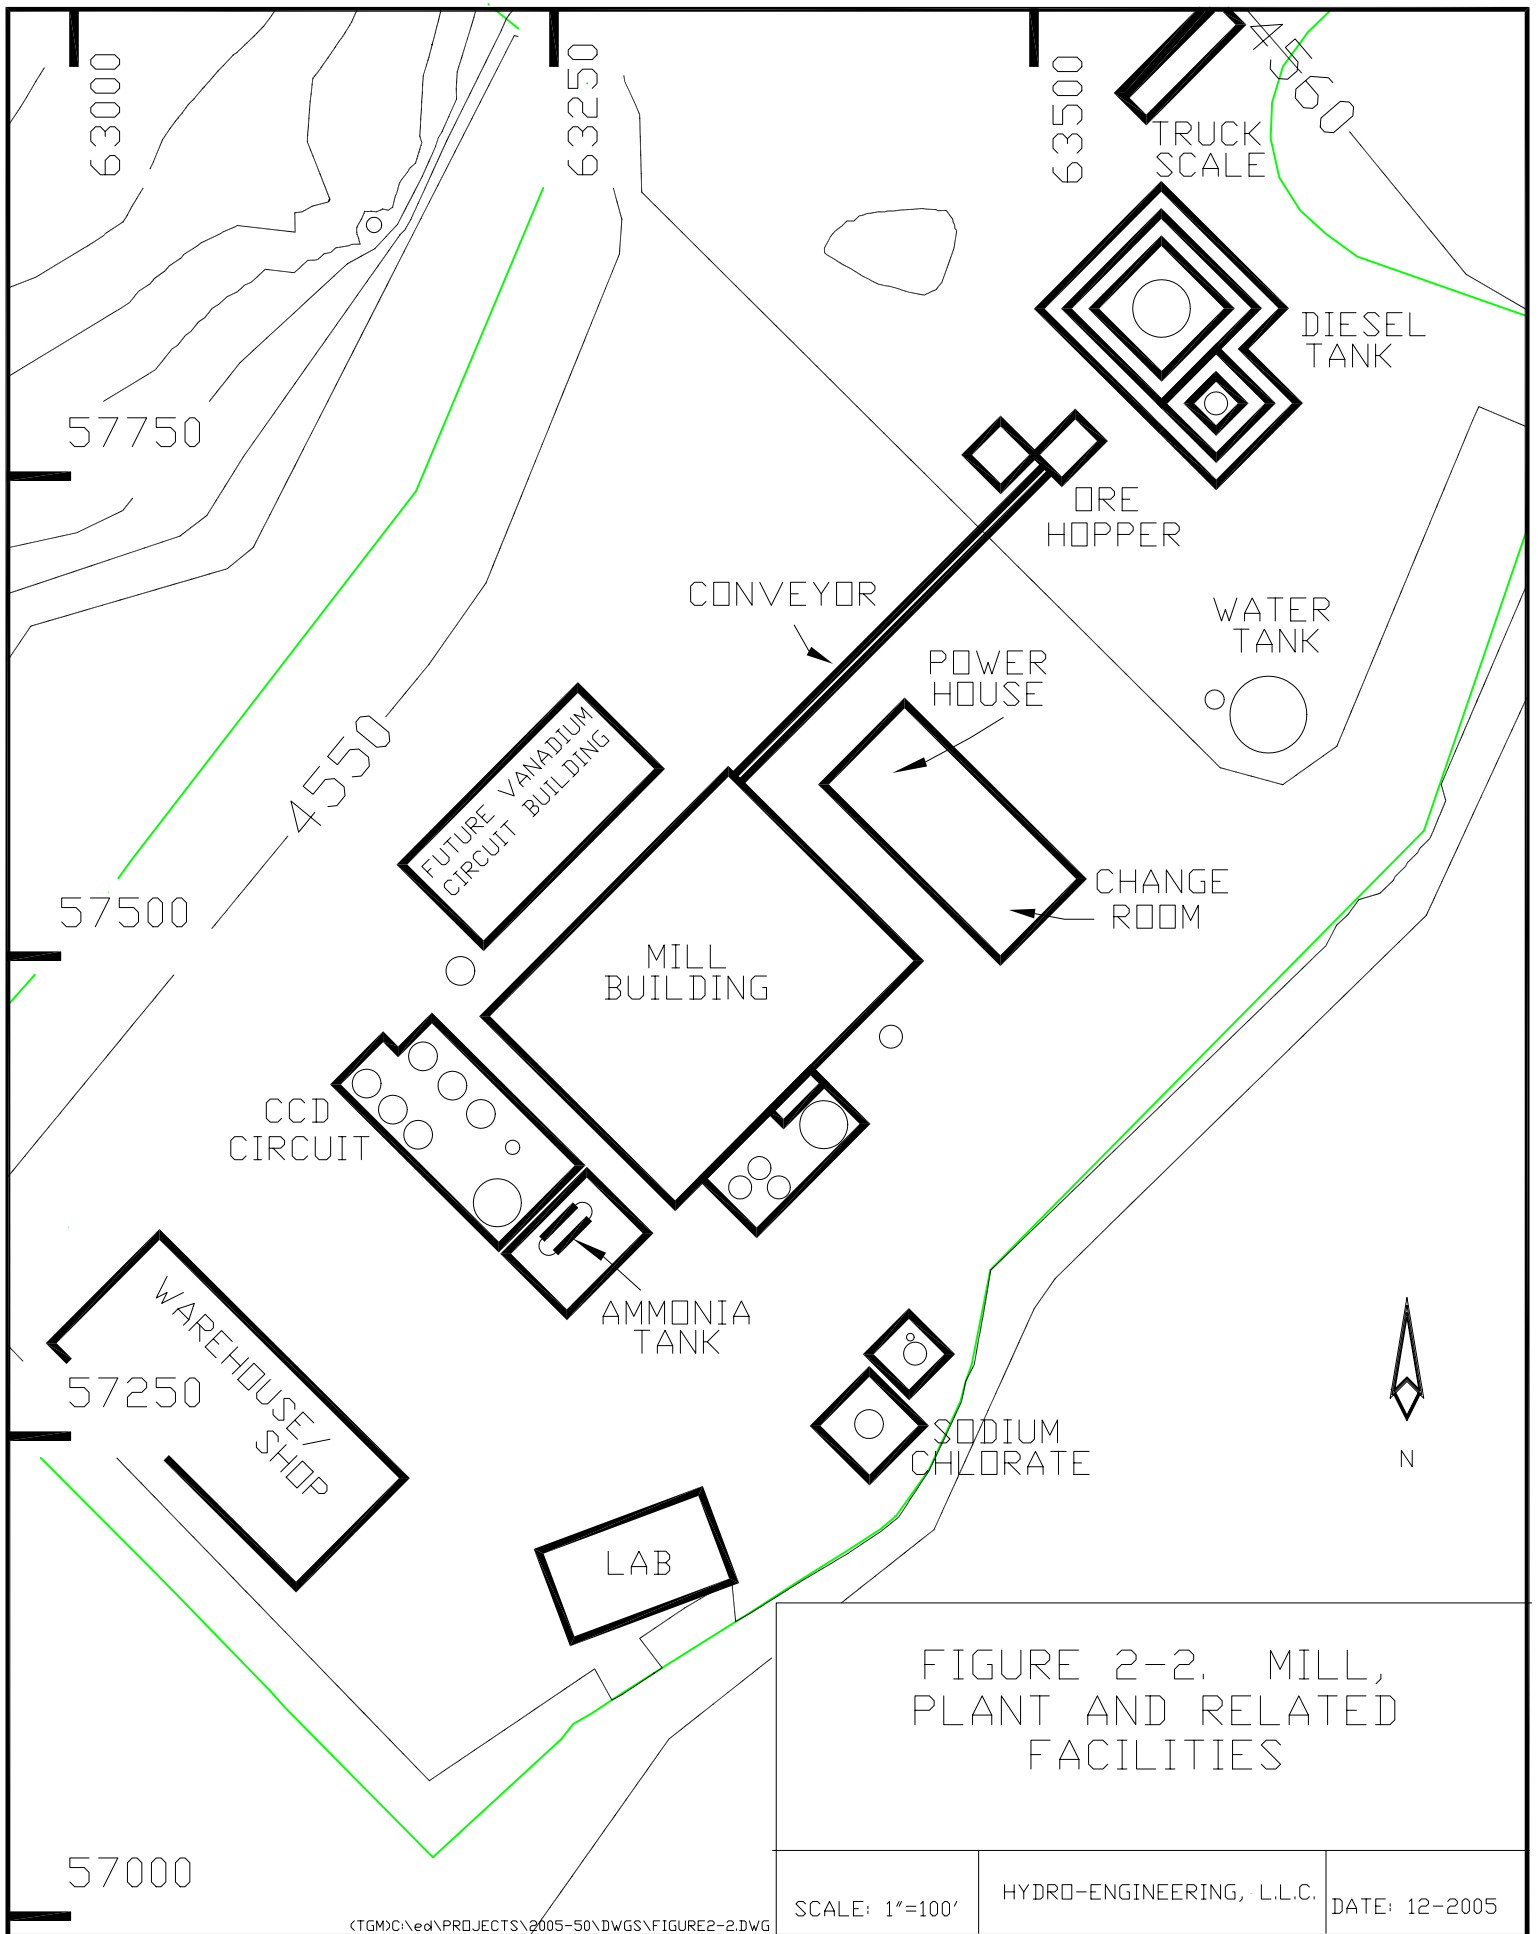 63000
63250
63500
4560
TRUCK
SCALE
DIESEL
TANK
57750
ORE
HOPPER
CONVEYOR
WATER
TANK
POWER
HOUSE
4550
FUTURE VANADIUM
CIRCUIT BUILDING
CHANGE
ROOM
57500
MILL
BUILDING
CCD
CIRCUIT
AMMONIA
TANK
WAREHOUSE/
SHOP
57250
SODIUM
CHLORATE
N
LAB
FIGURE 2-2. MILL,
PLANT AND RELATED
FACILITIES
57000
SCALE: 1"=100'
HYDRO-ENGINEERING, L.L.C.
DATE: 12-2005
(TGM)C:\ed\PROJECTS\2005-50\DWGS\FIGURE2-2.DWG